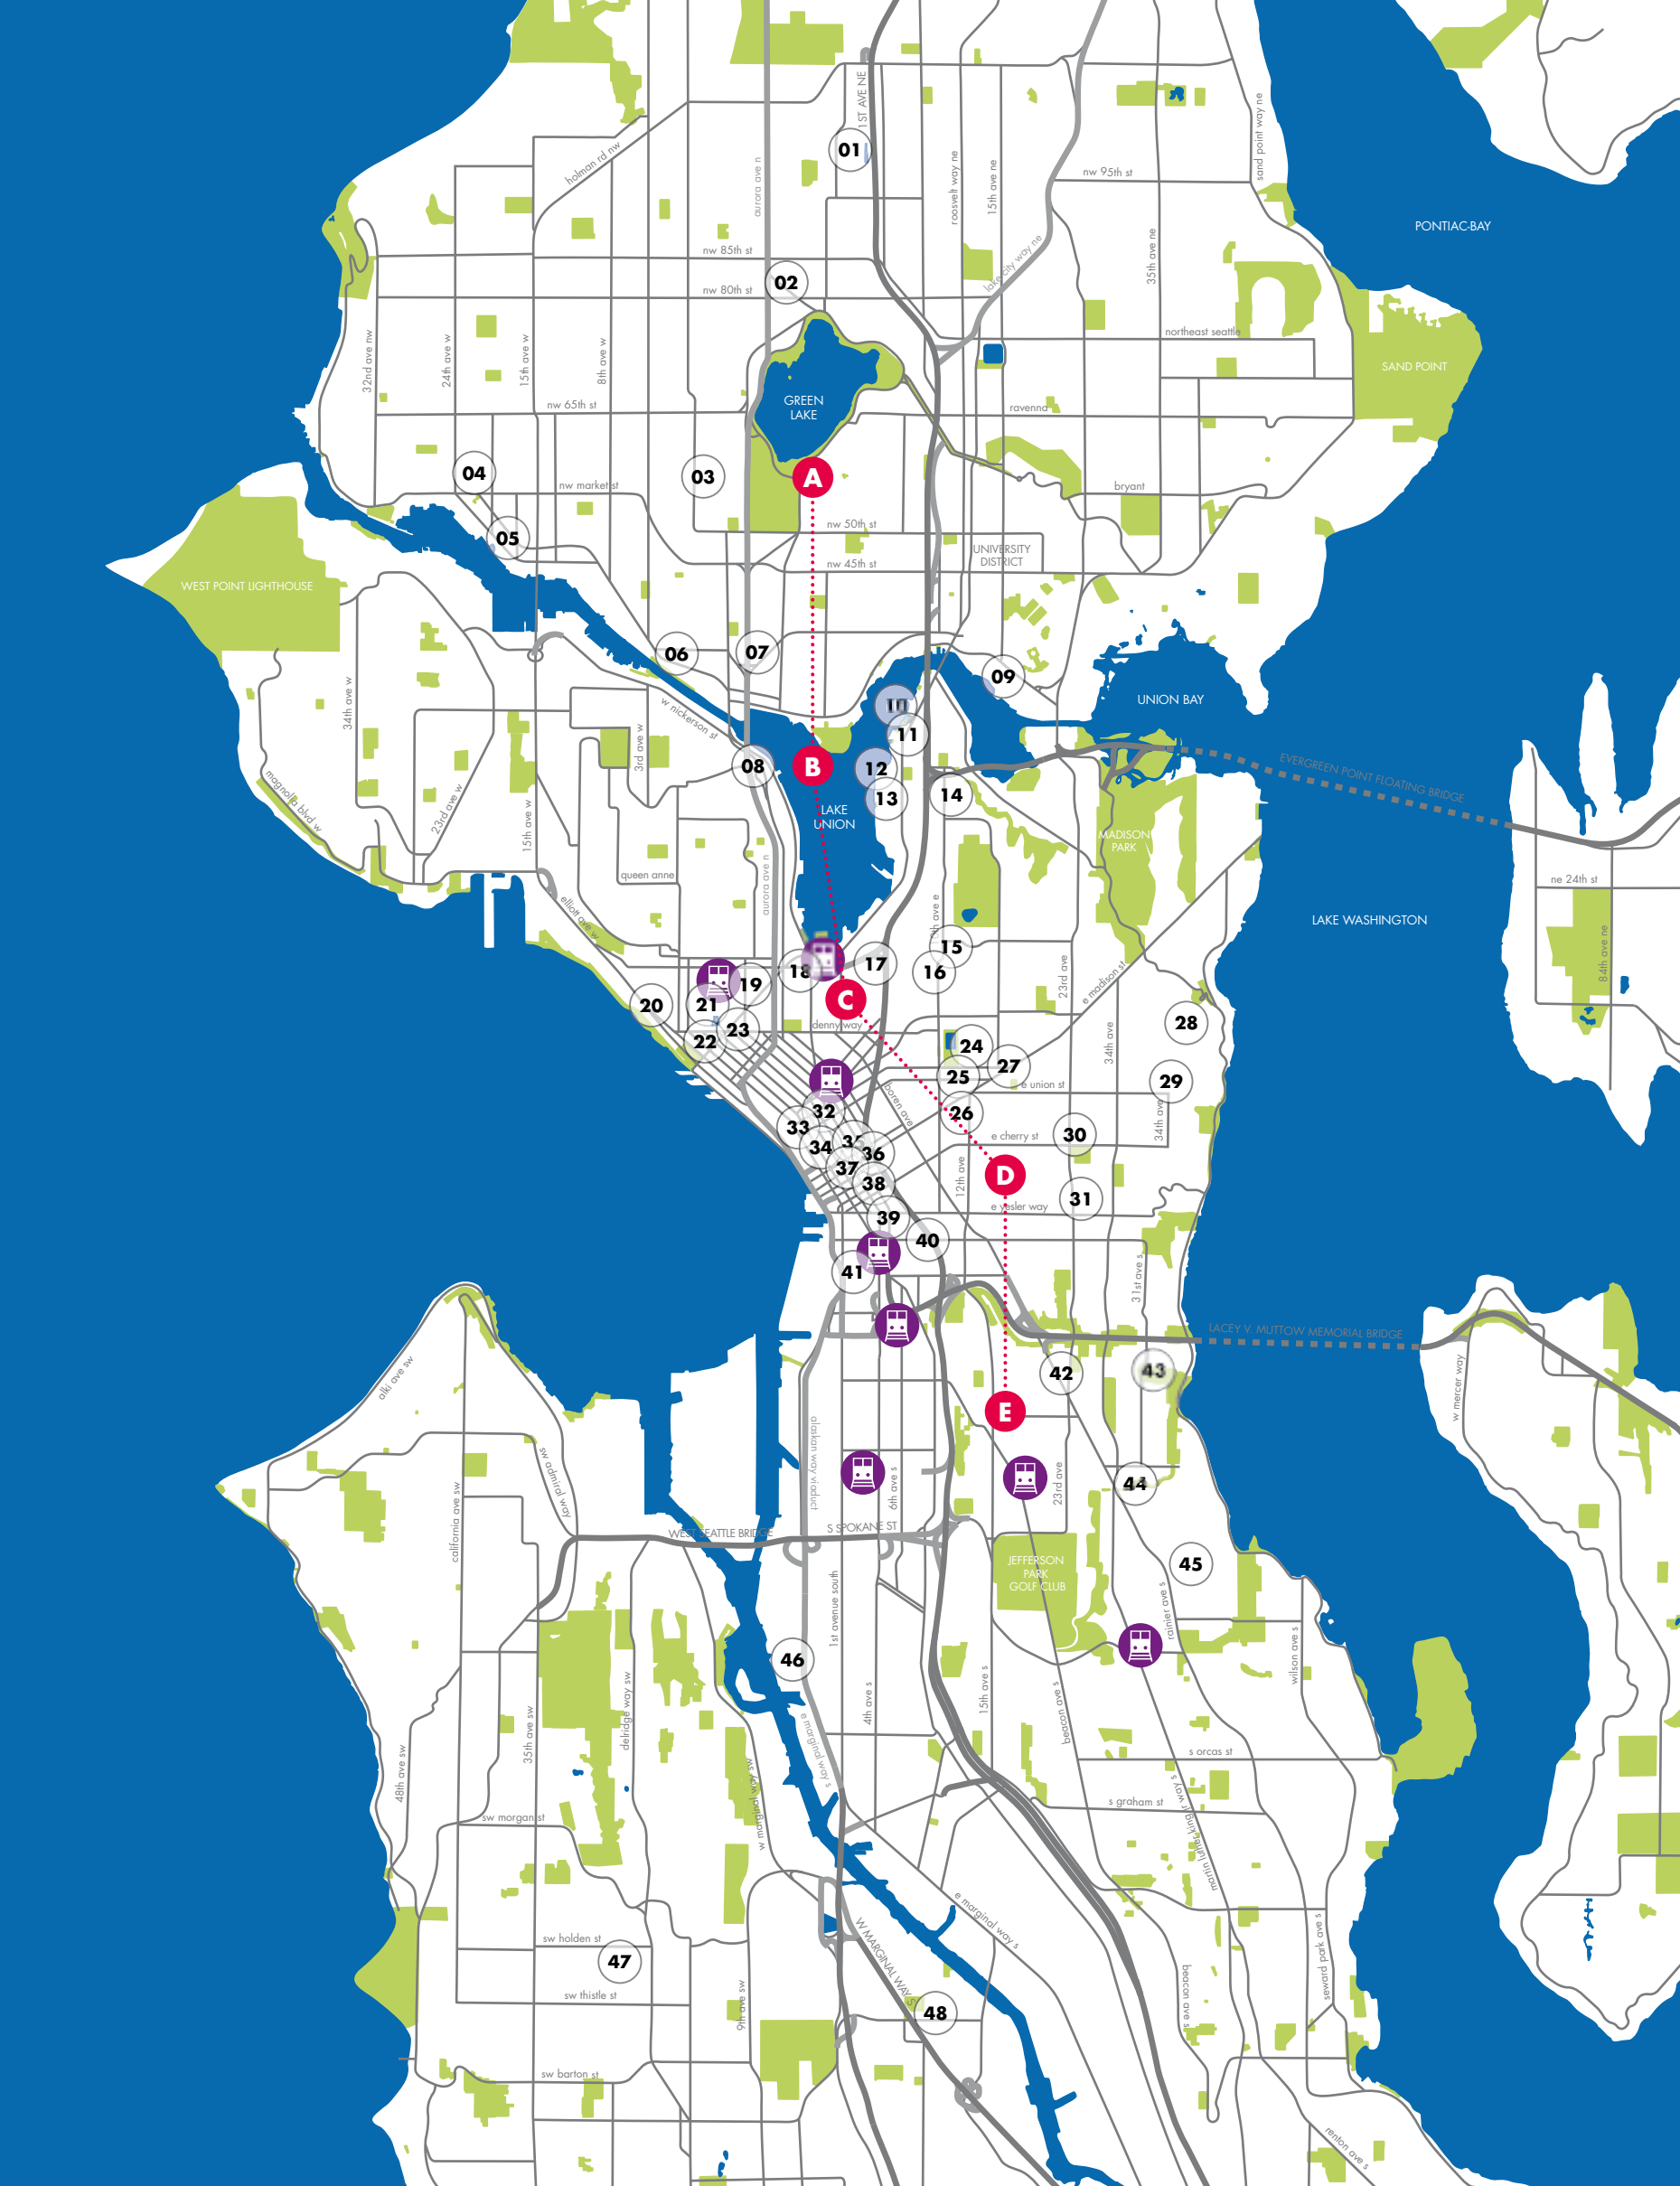 1ST AVE NE
01
holman rd nw
aurora ave n
roosvelt way ne
15th ave ne
nw 95st st
sand point way ne
PONTIAC-BAY
nw 85th st
lake city way ne
35th ave ne
02
nw 80th st
32nd ave nw
24th ave w
15th ave w
8th ave w
northeast seattle
SAND POINT
GREEN
LAKE
nw 65th st
ravenna
04
03
A
nw market st
bryant
05
nw 50th st
UNIVERSITY
DISTRICT
nw 45th st
WEST POINT LIGHTHOUSE
06
07
09
34th ave w
w nickerson st
3rd ave w
10
11
UNION BAY
08
B
12
13
14
EVERGREEN POINT FLOATING BRIDGE
magnolia blvd w
23rd ave w
15th ave w
LAKE
UNION
MADISON
PARK
queen anne
aurora ave n
ne 24th st
elliott ave w
LAKE WASHINGTON
84th ave ne
15
16
17
18
19
20
21
C
23rd ave
e madison st
22
23
denny way
28
34th ave
24
25
27
e union st
29
boren ave
26
32
33
34
36
37
38
e cherry st
30
34th ave
D
12th ave
31
e yesler way
39
40
41
31st ave s
LACEY V. MUTTOW MEMORIAL BRIDGE
42
43
w mercer way
alki ave sw
E
alaskan way viaduct
sw admiral way
california ave sw
6th ave s
23rd ave
44
WEST SEATTLE BRIDGE
S SPOKANE ST
JEFFERSON
PARK
GOLF CLUB
45
1st avenue south
rainier ave s
wilson ave s
46
4th ave s
15th ave s
beacon ave s
35th ave sw
delridge way sw
48th ave sw
e marginal way s
w marginal way sw
s orcas st
s graham st
sw morgan st
martin luther king jr way s
e marginal way s
W MARGINAL WAY S
sw holden st
47
sw thistle st
9th ave sw
48
beacon ave s
seward park ave s
sw barton st
renton ave s